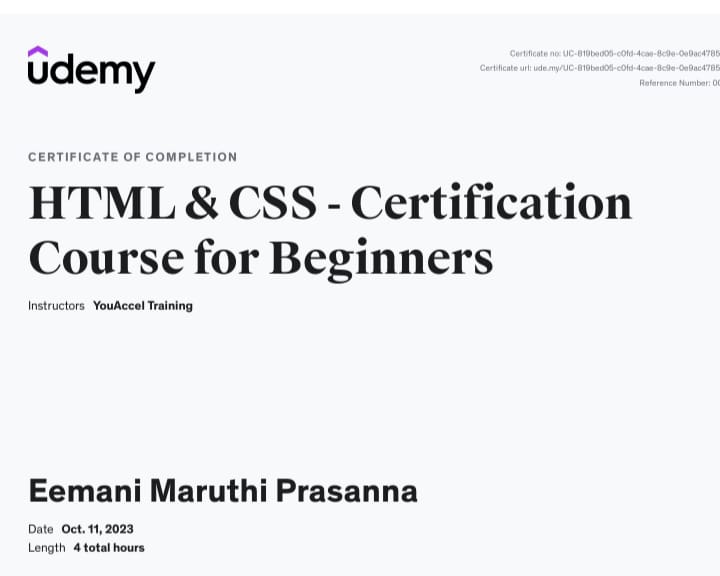 udemy
Certificate no: UC-819bed05-c0fd-4cae-8c9e-0e9ac4785
Certificate url: ude.my/UC-819bed05-c0fd-4cae-8c9e-0e9ac4785
Reference Number: 00
CERTIFICATE OF COMPLETION
HTML & CSS - Certification
Course for Beginners
Instructors YouAccel Training
Eemani Maruthi Prasanna
Date Oct. 11, 2023
Length 4 total hours